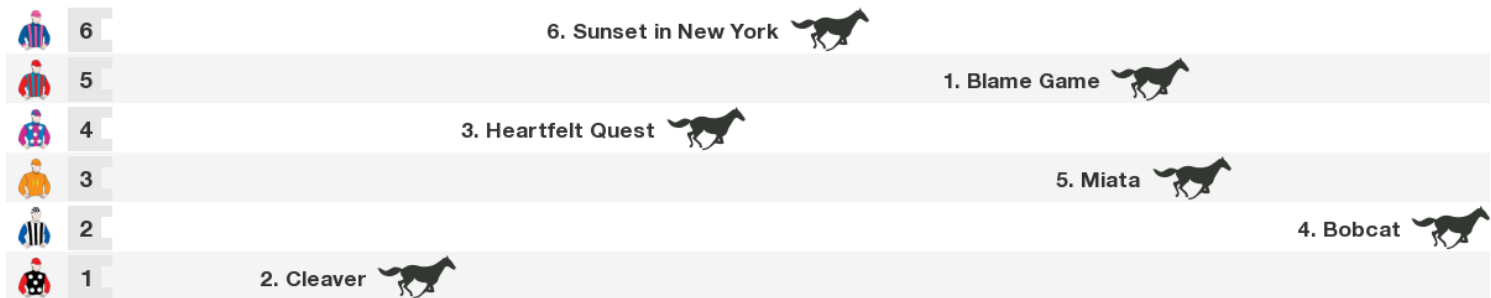 6 6. Sunset in New York
5 1. Blame Game
4 3. Heartfelt Quest
3 5. Miata
2 4. Bobcat
1 2. Cleaver